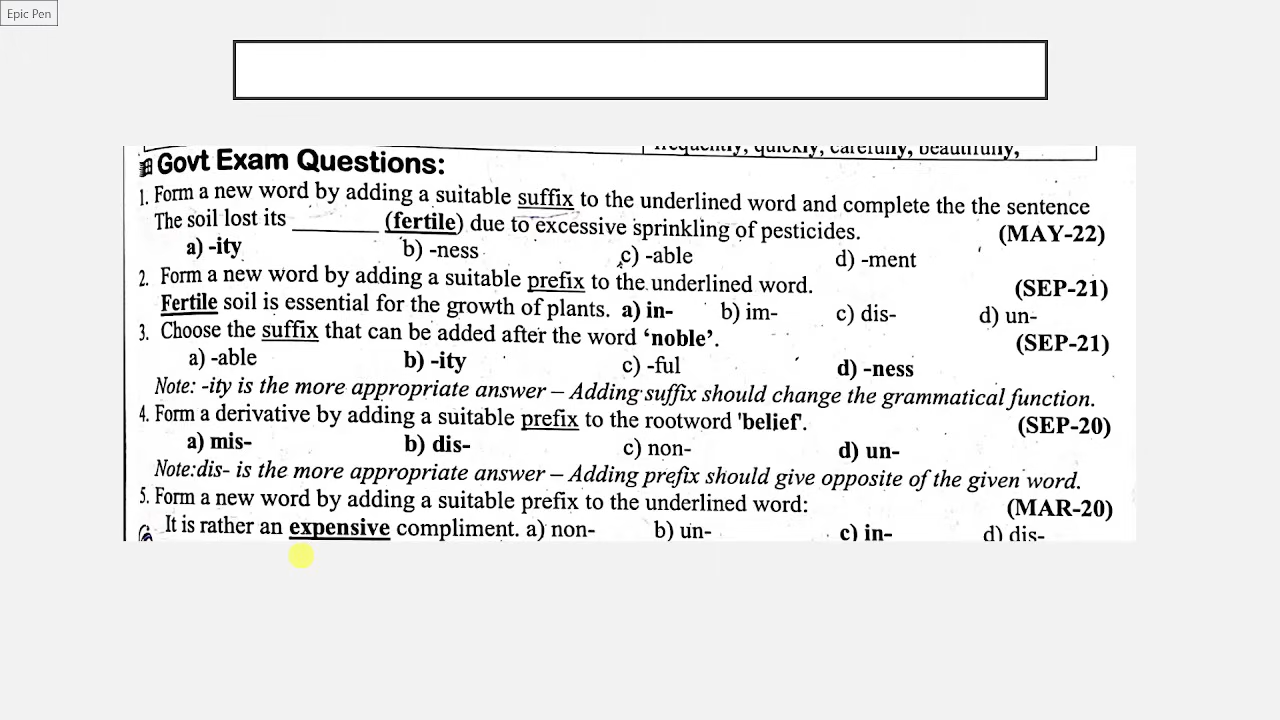 Epic Pen
frequently, quickly, carefully, beautifully,
Govt Exam Questions:
1. Form a new word by adding a suitable suffix to the underlined word and complete the the sentence
The soil lost its ________ (fertile) due to excessive sprinkling of pesticides. (MAY-22)
a) -ity b) -ness c) -able d) -ment
2. Form a new word by adding a suitable prefix to the underlined word. (SEP-21)
Fertile soil is essential for the growth of plants. a) in- b) im- c) dis- d) un-
3. Choose the suffix that can be added after the word ‘noble’. (SEP-21)
a) -able b) -ity c) -ful d) -ness
Note: -ity is the more appropriate answer – Adding suffix should change the grammatical function.
4. Form a derivative by adding a suitable prefix to the rootword 'belief'. (SEP-20)
a) mis- b) dis- c) non- d) un-
Note:dis- is the more appropriate answer – Adding prefix should give opposite of the given word.
5. Form a new word by adding a suitable prefix to the underlined word: (MAR-20)
It is rather an expensive compliment. a) non- b) un- c) in- d) dis-